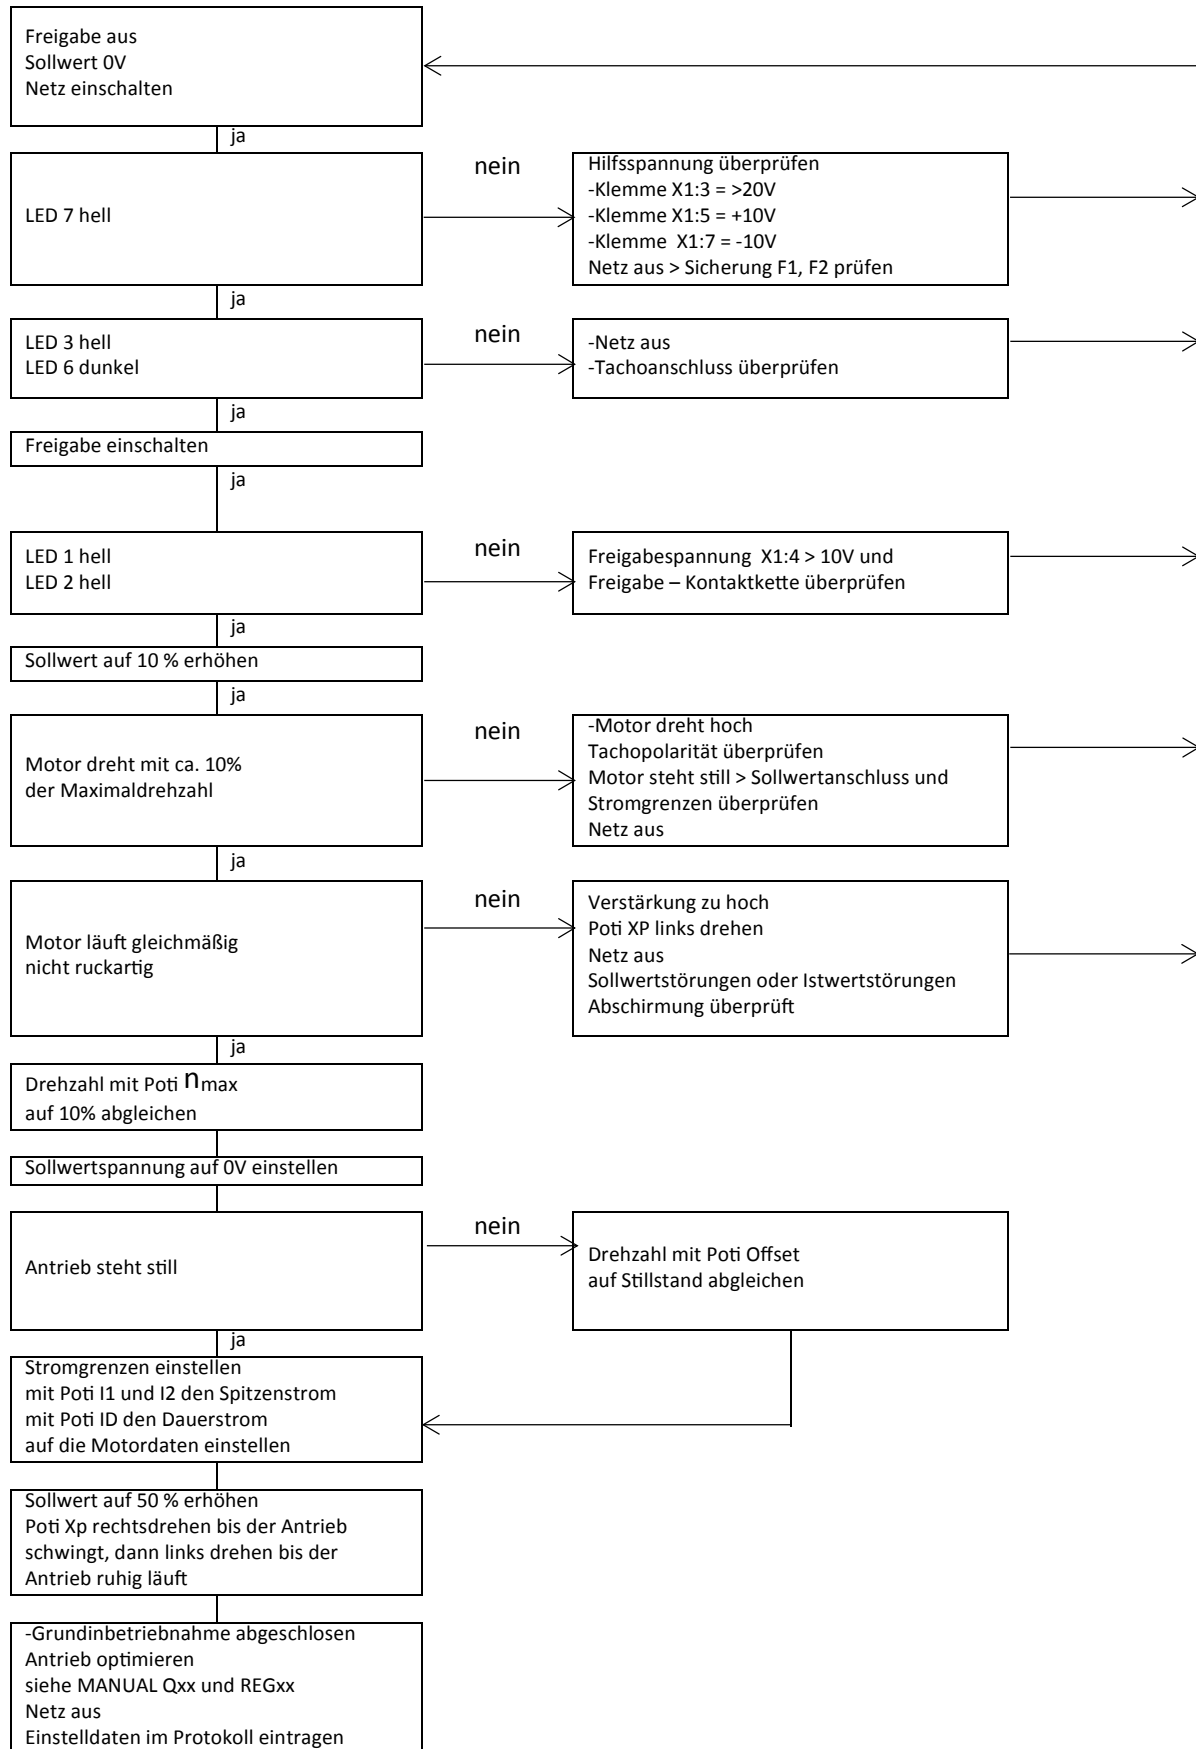 Freigabe aus
Sollwert 0V
Netz einschalten
ja
LED 7 hell
nein
Hilfsspannung überprüfen
-Klemme X1:3 = >20V
-Klemme X1:5 = +10V
-Klemme  X1:7 = -10V
Netz aus > Sicherung F1, F2 prüfen
ja
LED 3 hell
LED 6 dunkel
nein
-Netz aus
-Tachoanschluss überprüfen
ja
Freigabe einschalten
ja
LED 1 hell
LED 2 hell
nein
Freigabespannung  X1:4 > 10V und
Freigabe – Kontaktkette überprüfen
ja
Sollwert auf 10 % erhöhen
ja
Motor dreht mit ca. 10%
der Maximaldrehzahl
nein
-Motor dreht hoch
Tachopolarität überprüfen
Motor steht still > Sollwertanschluss und
Stromgrenzen überprüfen
Netz aus
ja
Motor läuft gleichmäßig
nicht ruckartig
nein
Verstärkung zu hoch
Poti XP links drehen
Netz aus
Sollwertstörungen oder Istwertstörungen
Abschirmung überprüft
ja
Drehzahl mit Poti nmax
auf 10% abgleichen
Sollwertspannung auf 0V einstellen
Antrieb steht still
nein
Drehzahl mit Poti Offset
auf Stillstand abgleichen
ja
Stromgrenzen einstellen
mit Poti I1 und I2 den Spitzenstrom
mit Poti ID den Dauerstrom
auf die Motordaten einstellen
Sollwert auf 50 % erhöhen
Poti Xp rechtsdrehen bis der Antrieb
schwingt, dann links drehen bis der
Antrieb ruhig läuft
-Grundinbetriebnahme abgeschlosen
Antrieb optimieren
siehe MANUAL Qxx und REGxx
Netz aus
Einstelldaten im Protokoll eintragen